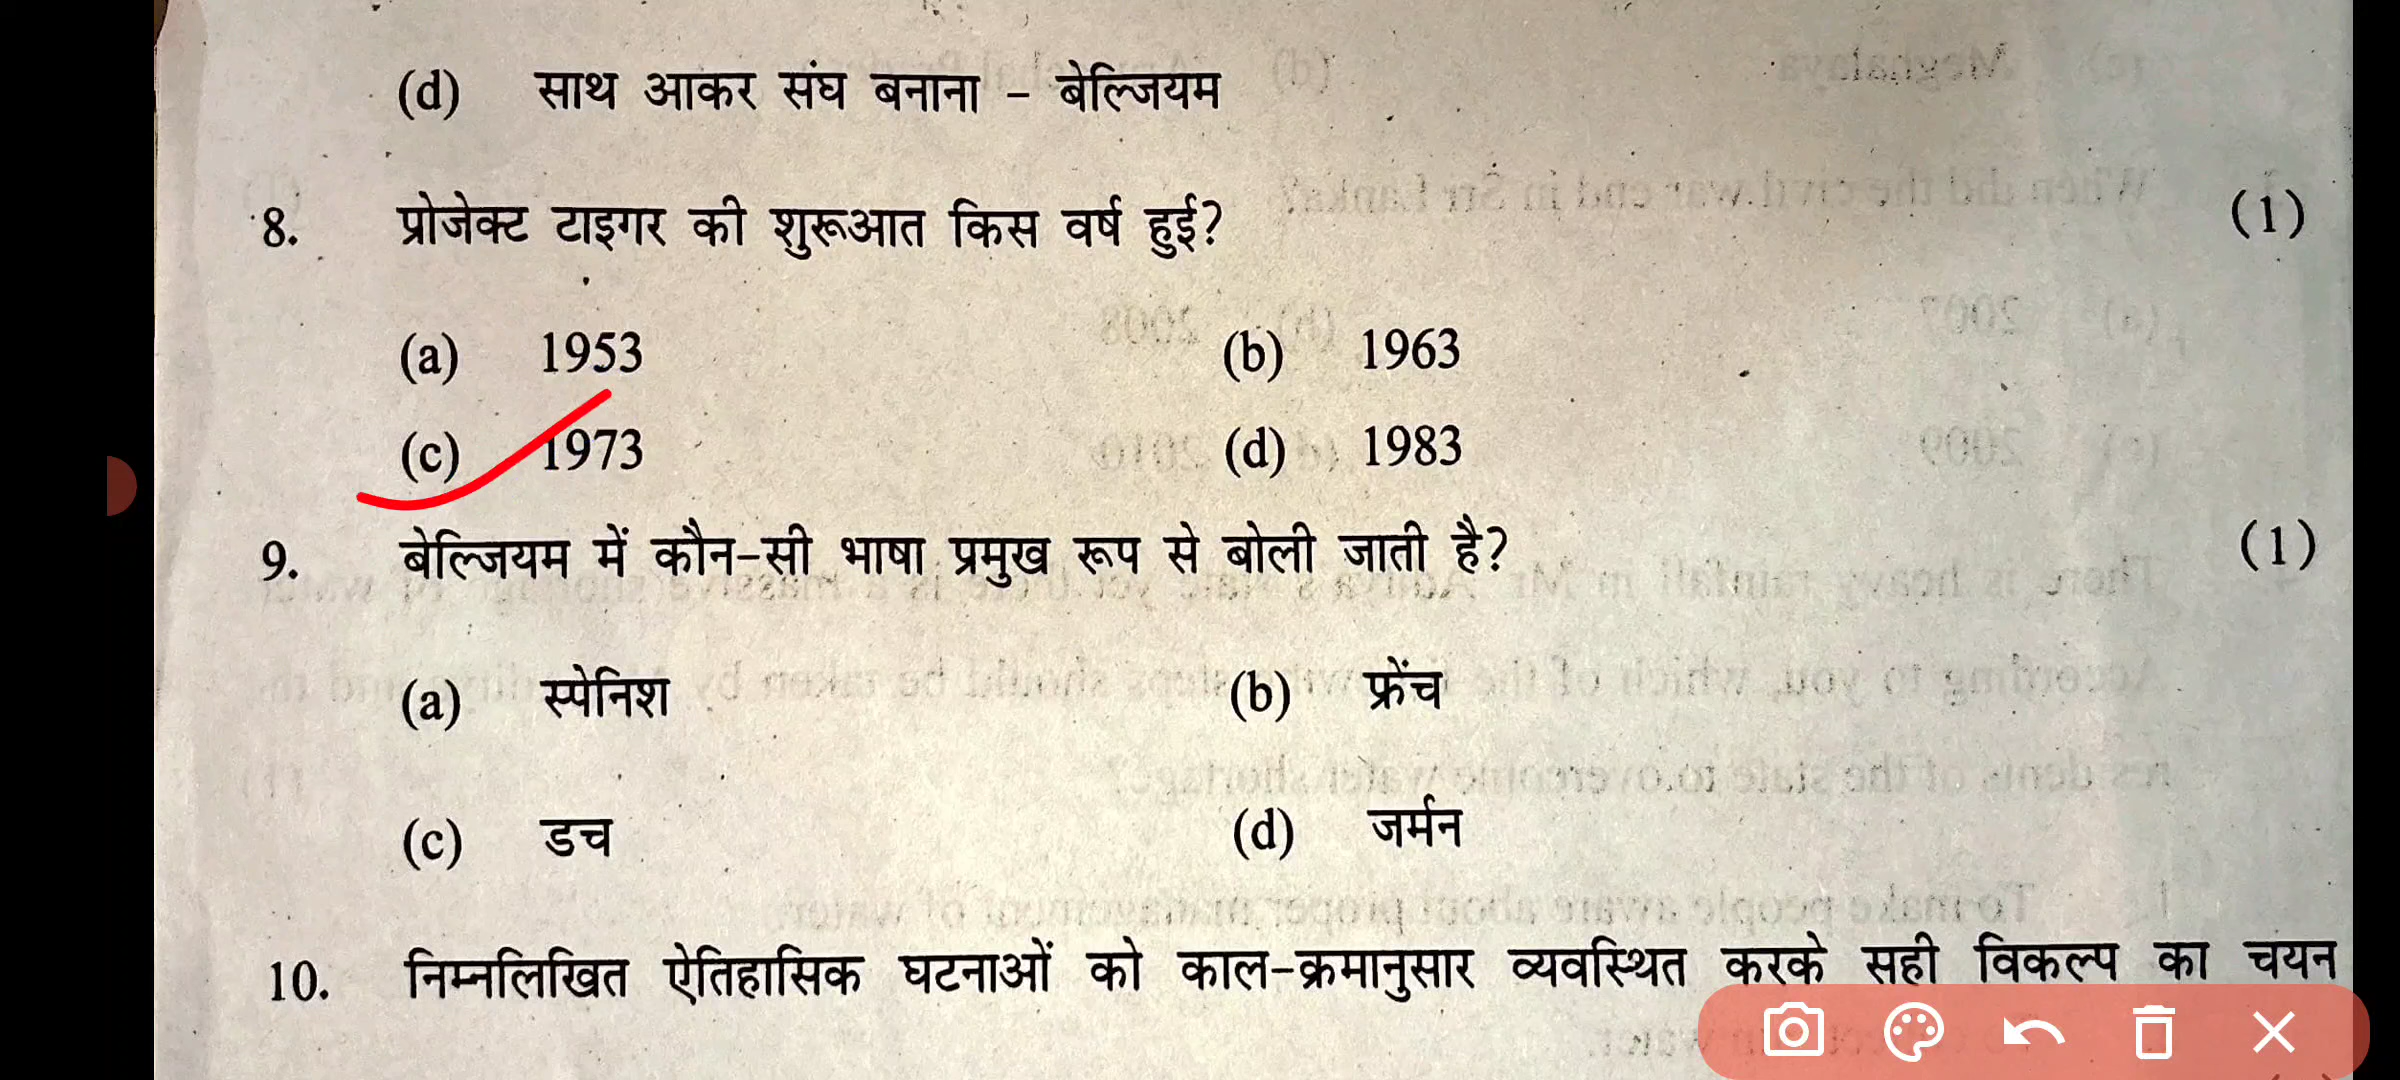 (d) साथ आकर संघ बनाना – बेल्जियम
8. प्रोजेक्ट टाइगर की शुरूआत किस वर्ष हुई? (1)
(a) 1953 (b) 1963
(c) 1973 (d) 1983
9. बेल्जियम में कौन-सी भाषा प्रमुख रूप से बोली जाती है? (1)
(a) स्पेनिश (b) फ्रेंच
(c) डच (d) जर्मन
10. निम्नलिखित ऐतिहासिक घटनाओं को काल-क्रमानुसार व्यवस्थित करके सही विकल्प का चयन